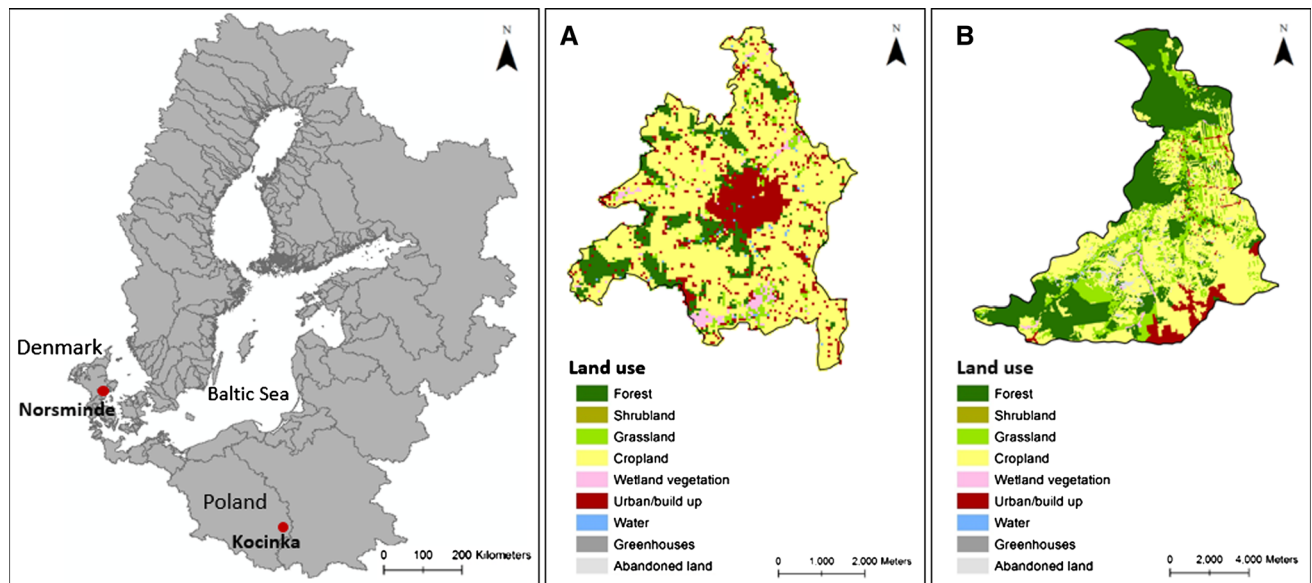 N
Denmark
Norsminde
Baltic Sea
Poland
Kocinka
0 100 200 Kilometers
A
N
Land use
Forest
Shrubland
Grassland
Cropland
Wetland vegetation
Urban/build up
Water
Greenhouses
Abandoned land
0 1,000 2,000 Meters
B
N
Land use
Forest
Shrubland
Grassland
Cropland
Wetland vegetation
Urban/build up
Water
Greenhouses
Abandoned land
0 2,000 4,000 Meters